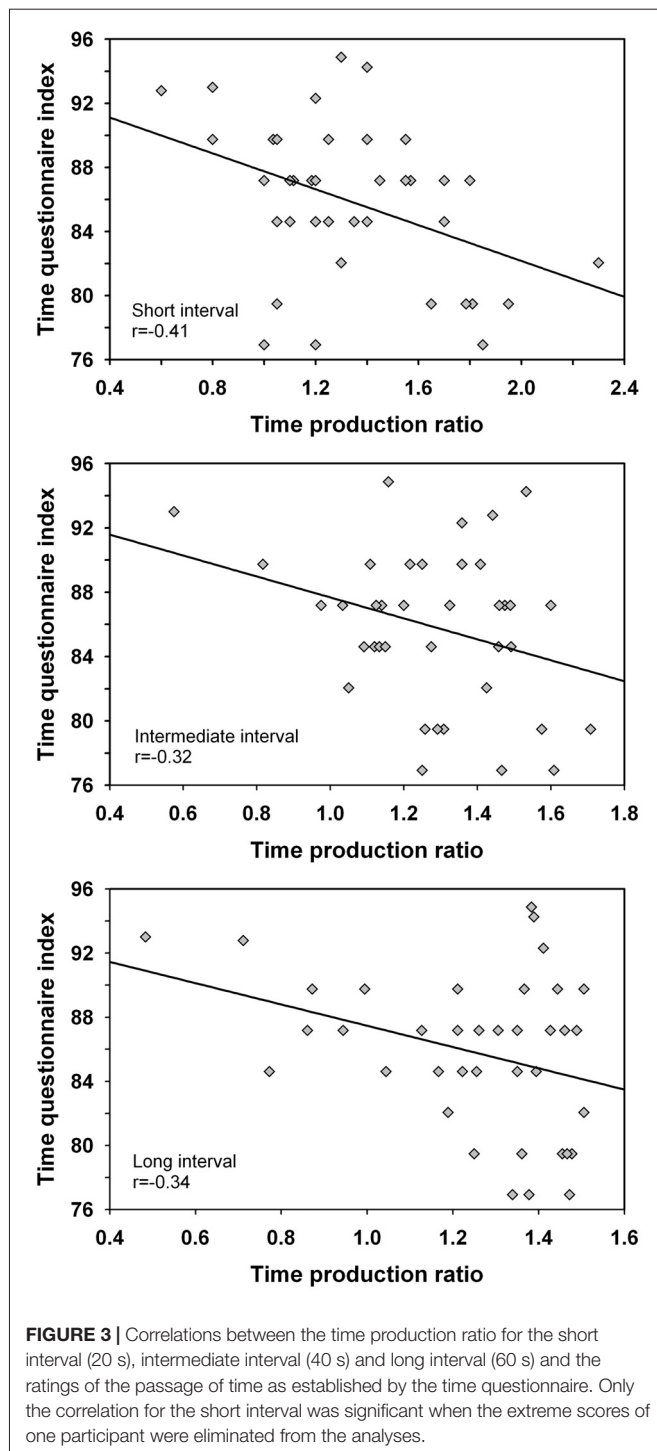 96
92
88
84
80
76
Time questionnaire index
Short interval
r=-0.41
0.4 0.8 1.2 1.6 2.0 2.4
Time production ratio
96
92
88
84
80
76
Time questionnaire index
Intermediate interval
r=-0.32
0.4 0.6 0.8 1.0 1.2 1.4 1.6 1.8
Time production ratio
96
92
88
84
80
76
Time questionnaire index
Long interval
r=-0.34
0.4 0.6 0.8 1.0 1.2 1.4 1.6
Time production ratio
FIGURE 3 | Correlations between the time production ratio for the short
interval (20 s), intermediate interval (40 s) and long interval (60 s) and the
ratings of the passage of time as established by the time questionnaire. Only
the correlation for the short interval was significant when the extreme scores of
one participant were eliminated from the analyses.